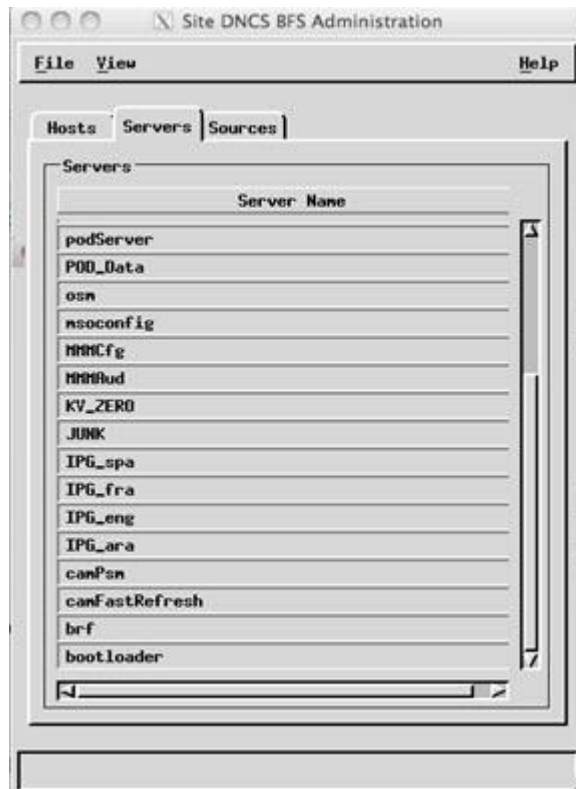 Site DNCS BFS Administration
File View Help
Hosts Servers Sources
Servers
Server Name
podServer
POD_Data
osm
msoconfig
MMMCfg
MMMAud
KV_ZERO
JUNK
IPG_spa
IPG_fra
IPG_eng
IPG_ara
camPsm
camFastRefresh
brf
bootloader